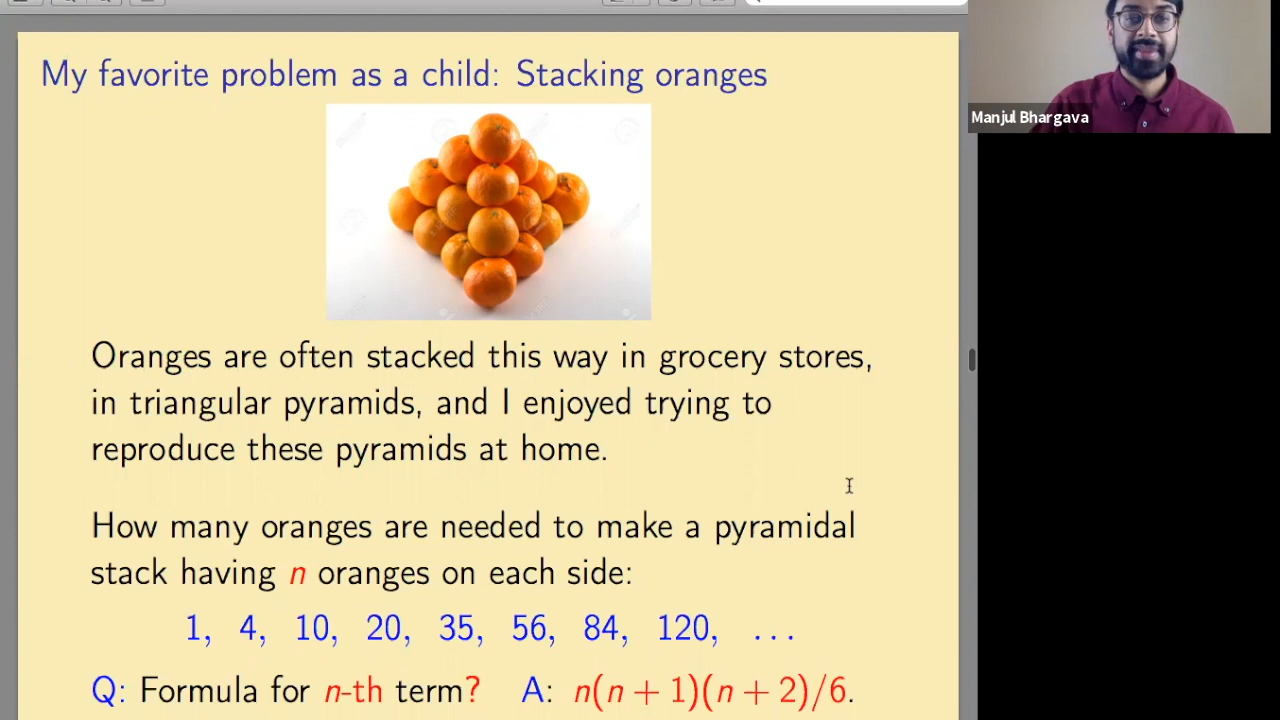 My favorite problem as a child: Stacking oranges
Manjul Bhargava
Oranges are often stacked this way in grocery stores,
in triangular pyramids, and I enjoyed trying to
reproduce these pyramids at home.
How many oranges are needed to make a pyramidal
stack having n oranges on each side:
1, 4, 10, 20, 35, 56, 84, 120, ...
Q: Formula for n-th term? A: n(n + 1)(n + 2)/6.